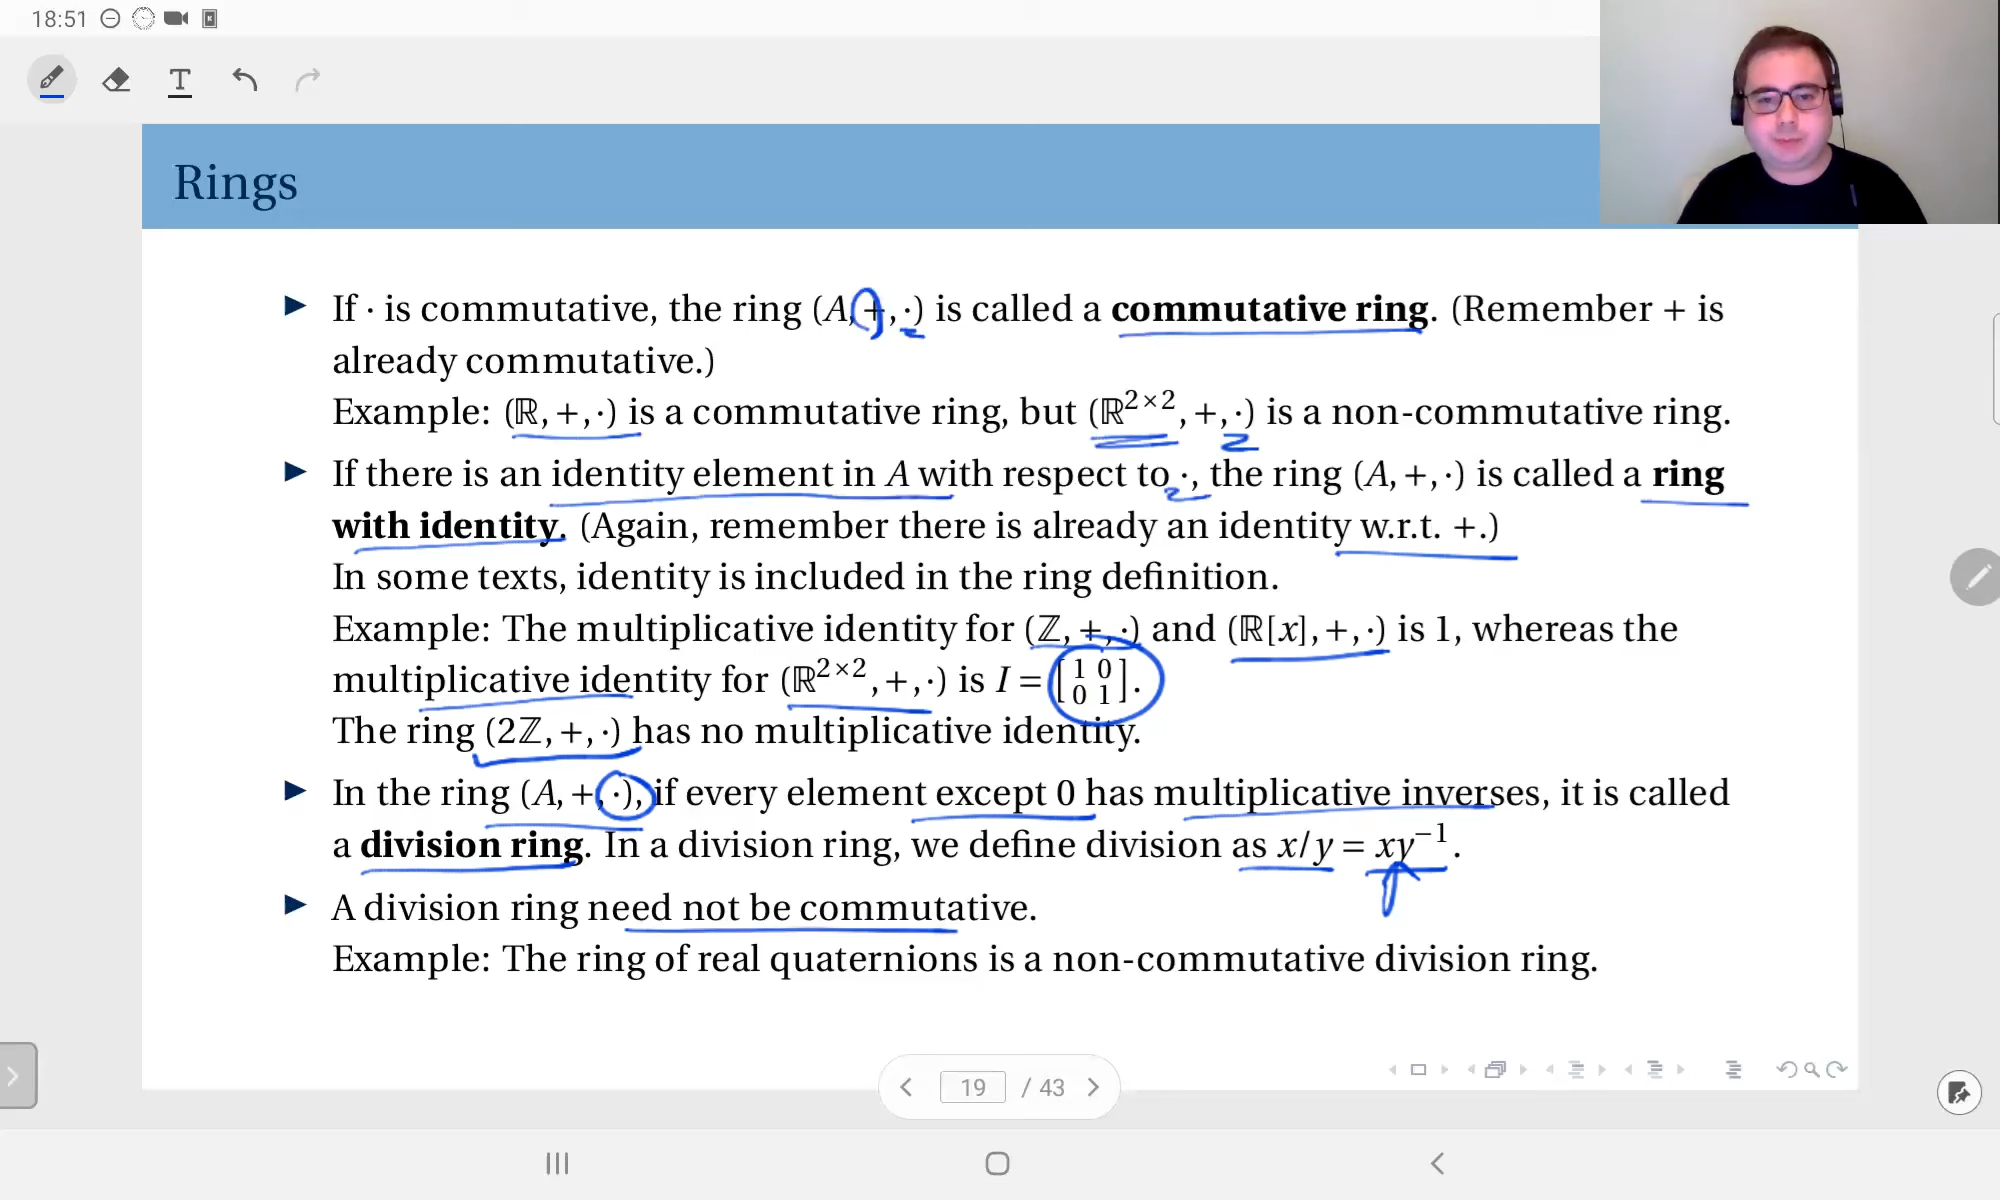 18:51
T
Rings
► If · is commutative, the ring (A, +, ·) is called a commutative ring. (Remember + is
already commutative.)
Example: (ℝ, +, ·) is a commutative ring, but (ℝ^{2×2}, +, ·) is a non-commutative ring.
► If there is an identity element in A with respect to ·, the ring (A, +, ·) is called a ring
with identity. (Again, remember there is already an identity w.r.t. +.)
In some texts, identity is included in the ring definition.
Example: The multiplicative identity for (ℤ, +, ·) and (ℝ[x], +, ·) is 1, whereas the
multiplicative identity for (ℝ^{2×2}, +, ·) is I = [1 0 0 1].
The ring (2ℤ, +, ·) has no multiplicative identity.
► In the ring (A, +, ·), if every element except 0 has multiplicative inverses, it is called
a division ring. In a division ring, we define division as x/y = xy⁻¹.
► A division ring need not be commutative.
Example: The ring of real quaternions is a non-commutative division ring.
19 / 43